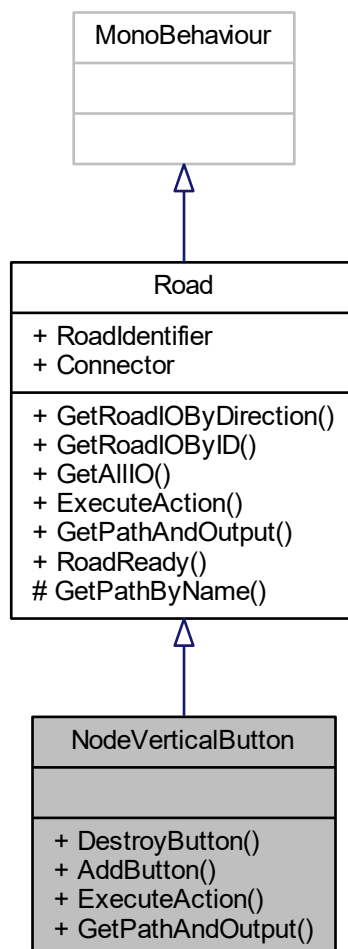 MonoBehaviour
Road
+ RoadIdentifier
+ Connector
+ GetRoadIOByDirection()
+ GetRoadIOByID()
+ GetAllIO()
+ ExecuteAction()
+ GetPathAndOutput()
+ RoadReady()
# GetPathByName()
NodeVerticalButton
+ DestroyButton()
+ AddButton()
+ ExecuteAction()
+ GetPathAndOutput()